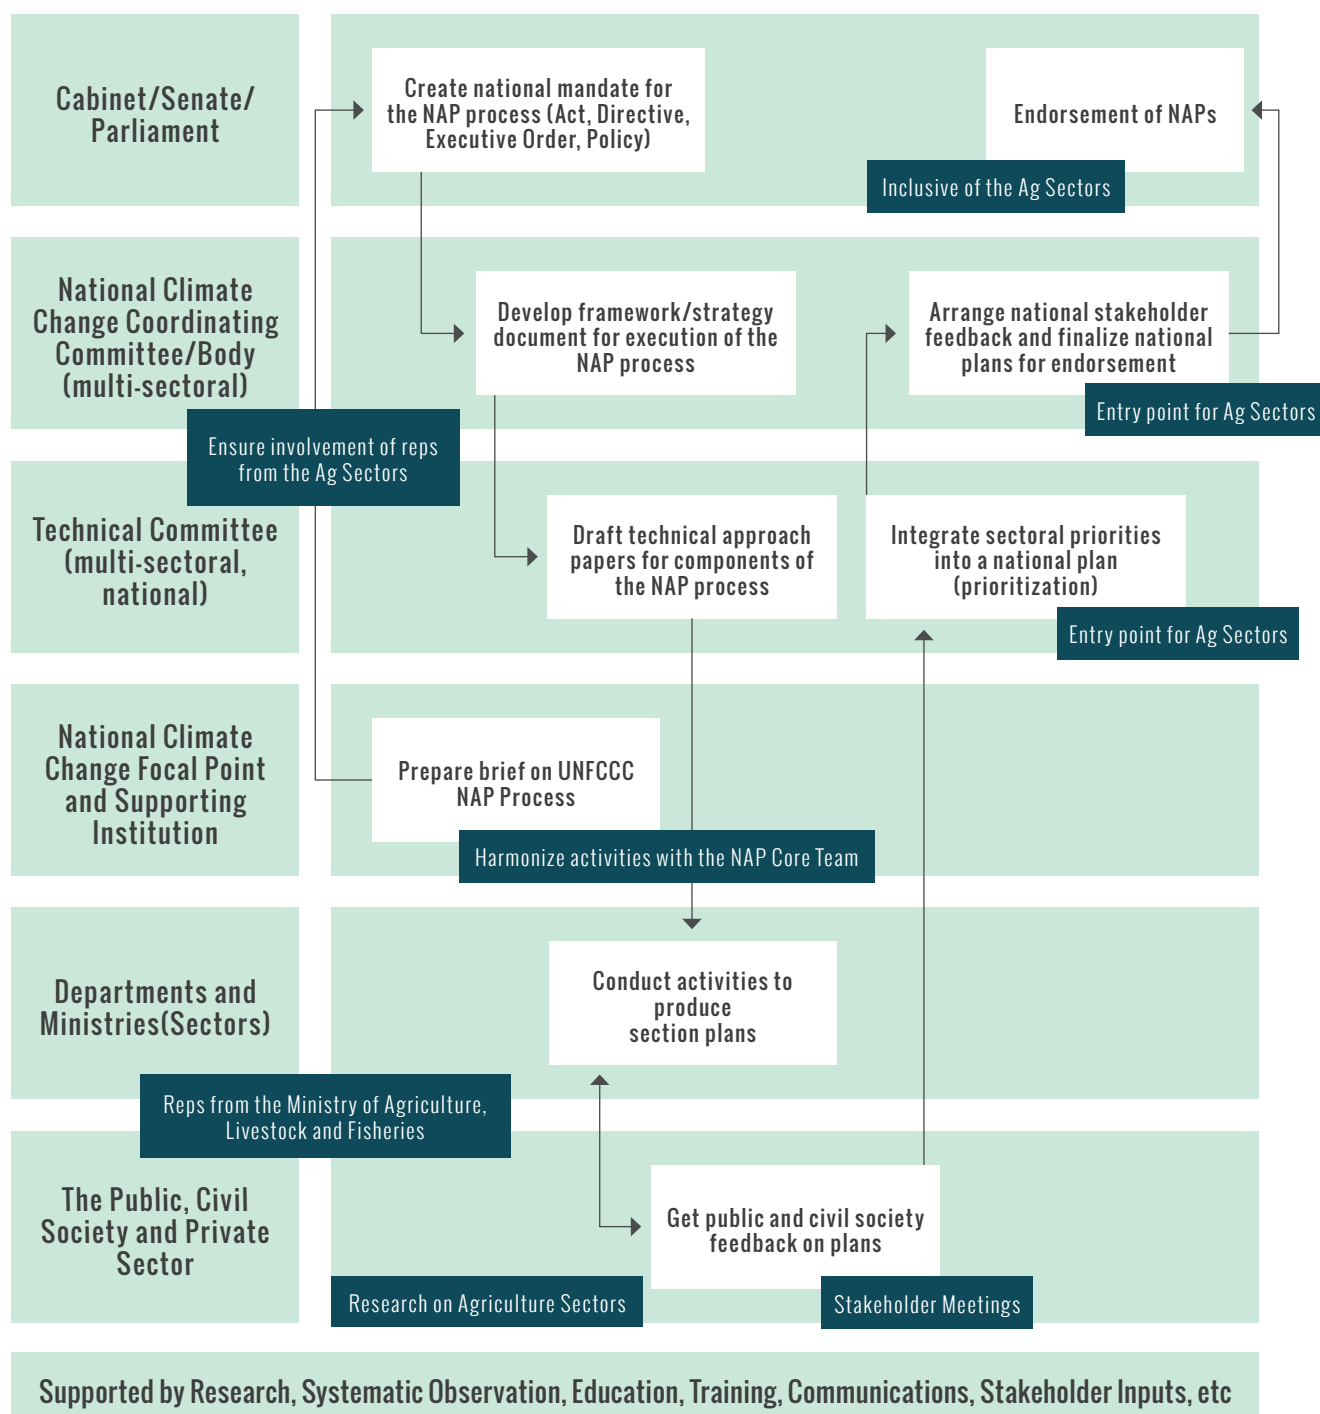 Cabinet/Senate/
Parliament
Create national mandate for
the NAP process (Act, Directive,
Executive Order, Policy)
Endorsement of NAPs
Inclusive of the Ag Sectors
National Climate
Change Coordinating
Committee/Body
(multi-sectoral)
Develop framework/strategy
document for execution of the
NAP process
Arrange national stakeholder
feedback and finalize national
plans for endorsement
Entry point for Ag Sectors
Ensure involvement of reps
from the Ag Sectors
Technical Committee
(multi-sectoral,
national)
Draft technical approach
papers for components of
the NAP process
Integrate sectoral priorities
into a national plan
(prioritization)
Entry point for Ag Sectors
National Climate
Change Focal Point
and Supporting
Institution
Prepare brief on UNFCCC
NAP Process
Harmonize activities with the NAP Core Team
Departments and
Ministries(Sectors)
Conduct activities to
produce
section plans
Reps from the Ministry of Agriculture,
Livestock and Fisheries
The Public, Civil
Society and Private
Sector
Get public and civil society
feedback on plans
Research on Agriculture Sectors
Stakeholder Meetings
Supported by Research, Systematic Observation, Education, Training, Communications, Stakeholder Inputs, etc